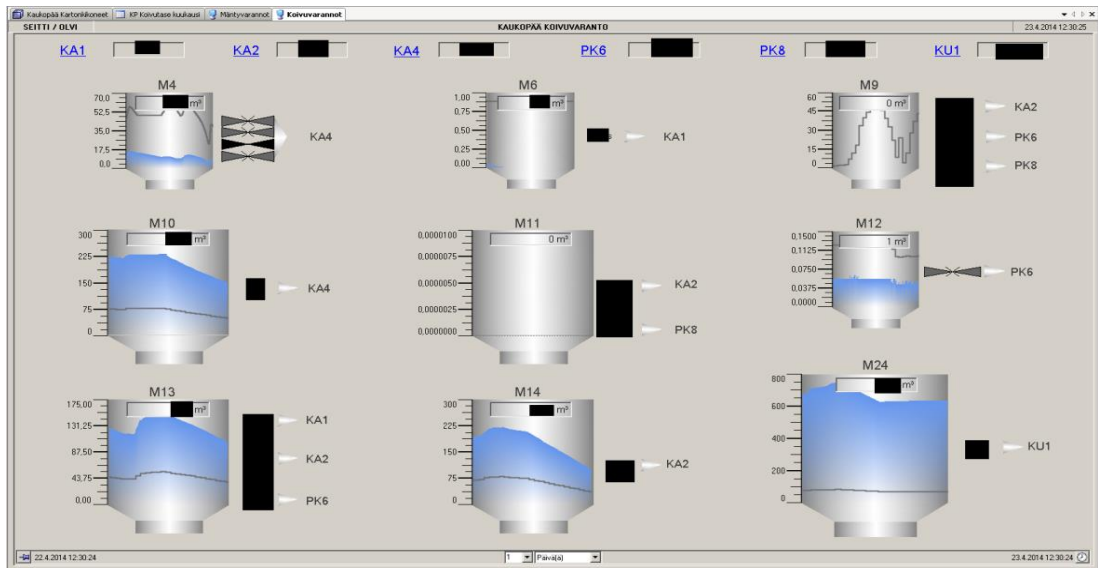 Kaukopää Kartonkikoneet KP Koivutase kuukausi Mäntyvarannot Koivuvarannot
SEITTI / OLVI KAUKOPÄÄ KOIVUVARANTO 23.4.2014 12:30:25
KA1 KA2 KA4 PK6 PK8 KU1
M4
70,0
52,5
35,0
17,5
0,0
m³
KA4
M6
1,00
0,75
0,50
0,25
0,00
m³
KA1
M9
60
45
30
15
0
0 m³
KA2
PK6
PK8
M10
300
225
150
75
0
m³
KA4
M11
0,0000100
0,0000075
0,0000050
0,0000025
0,0000000
0 m³
KA2
PK8
M12
0,1500
0,1125
0,0750
0,0375
0,0000
1 m³
PK6
M13
175,00
131,25
87,50
43,75
0,00
m³
KA1
KA2
PK6
M14
300
225
150
75
0
m³
KA2
M24
800
600
400
200
0
m³
KU1
22.4.2014 12:30:24 1 Päivä(ä) 23.4.2014 12:30:24